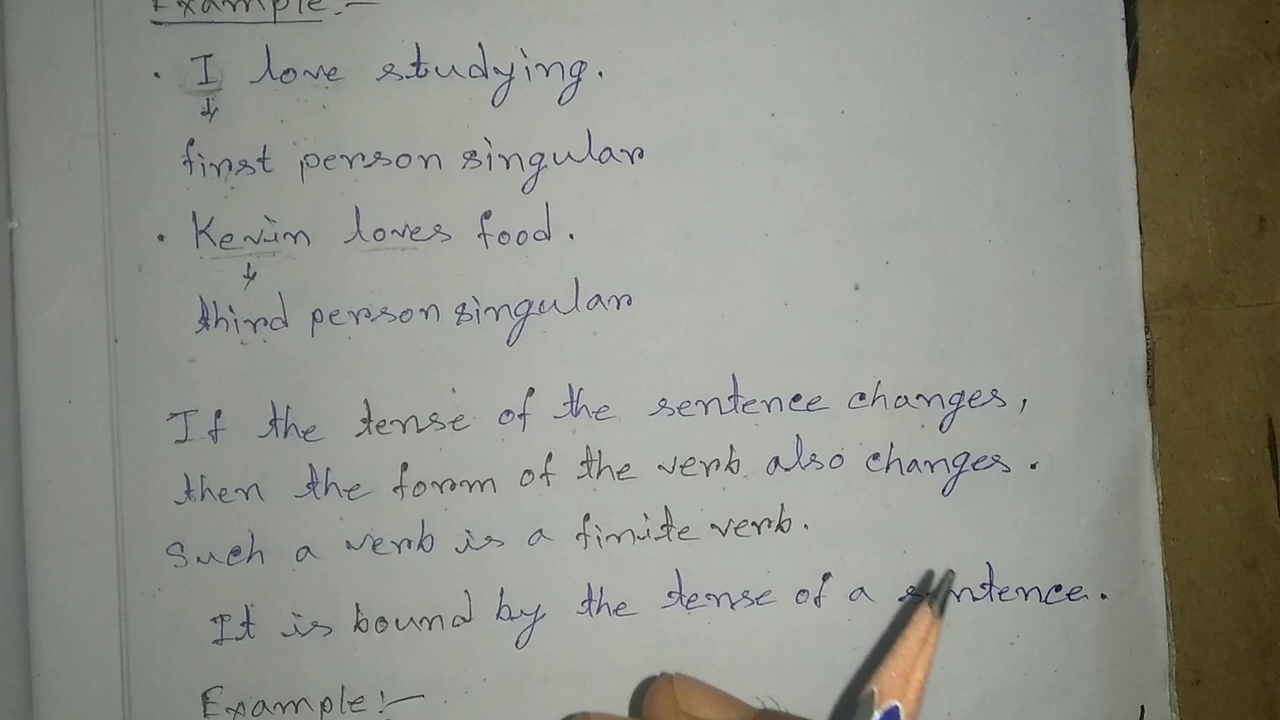 Example:-
· I love studying.
↓
first person singular
· Kevin loves food.
↓
third person singular
If the tense of the sentence changes,
then the form of the verb also changes.
Such a verb is a finite verb.
It is bound by the tense of a sentence.
Example:-